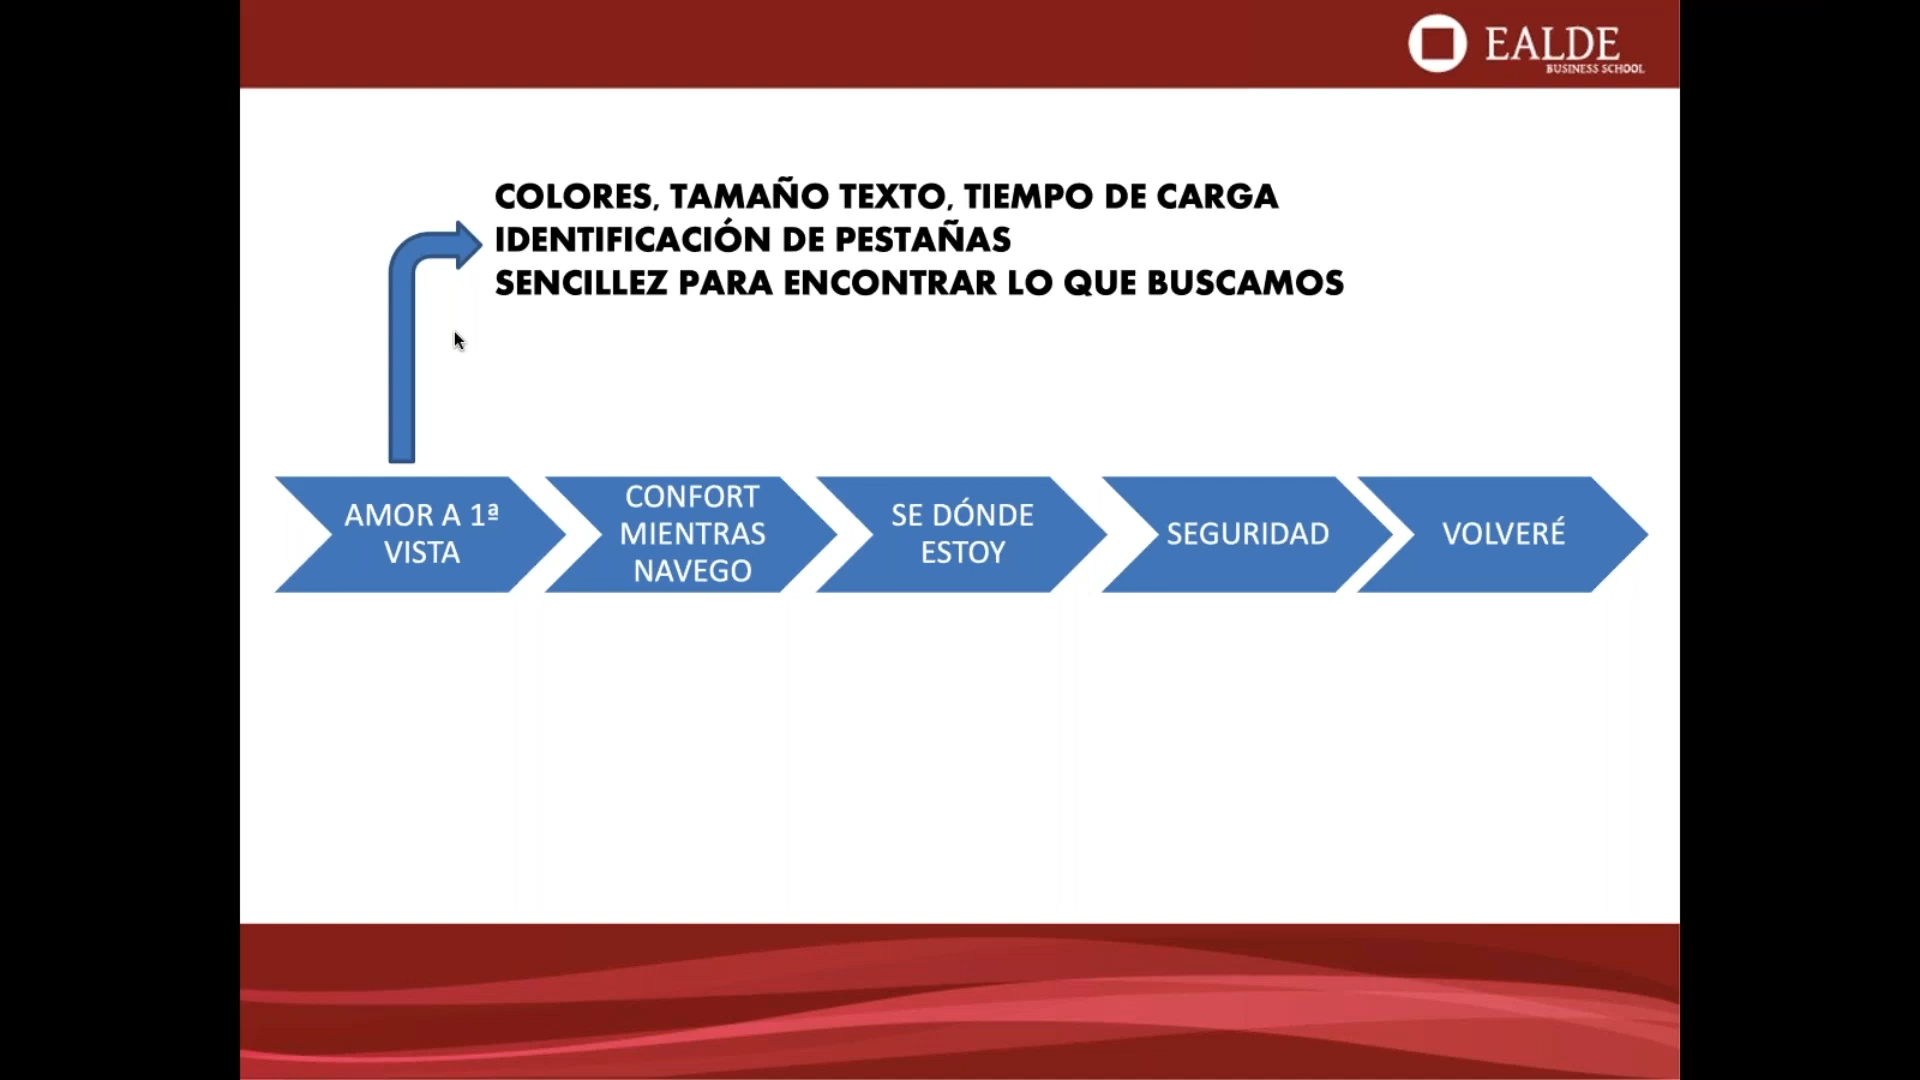 EALDE
BUSINESS SCHOOL
COLORES, TAMAÑO TEXTO, TIEMPO DE CARGA
IDENTIFICACIÓN DE PESTAÑAS
SENCILLEZ PARA ENCONTRAR LO QUE BUSCAMOS
AMOR A 1ª
VISTA
CONFORT
MIENTRAS
NAVEGO
SE DÓNDE
ESTOY
SEGURIDAD
VOLVERÉ